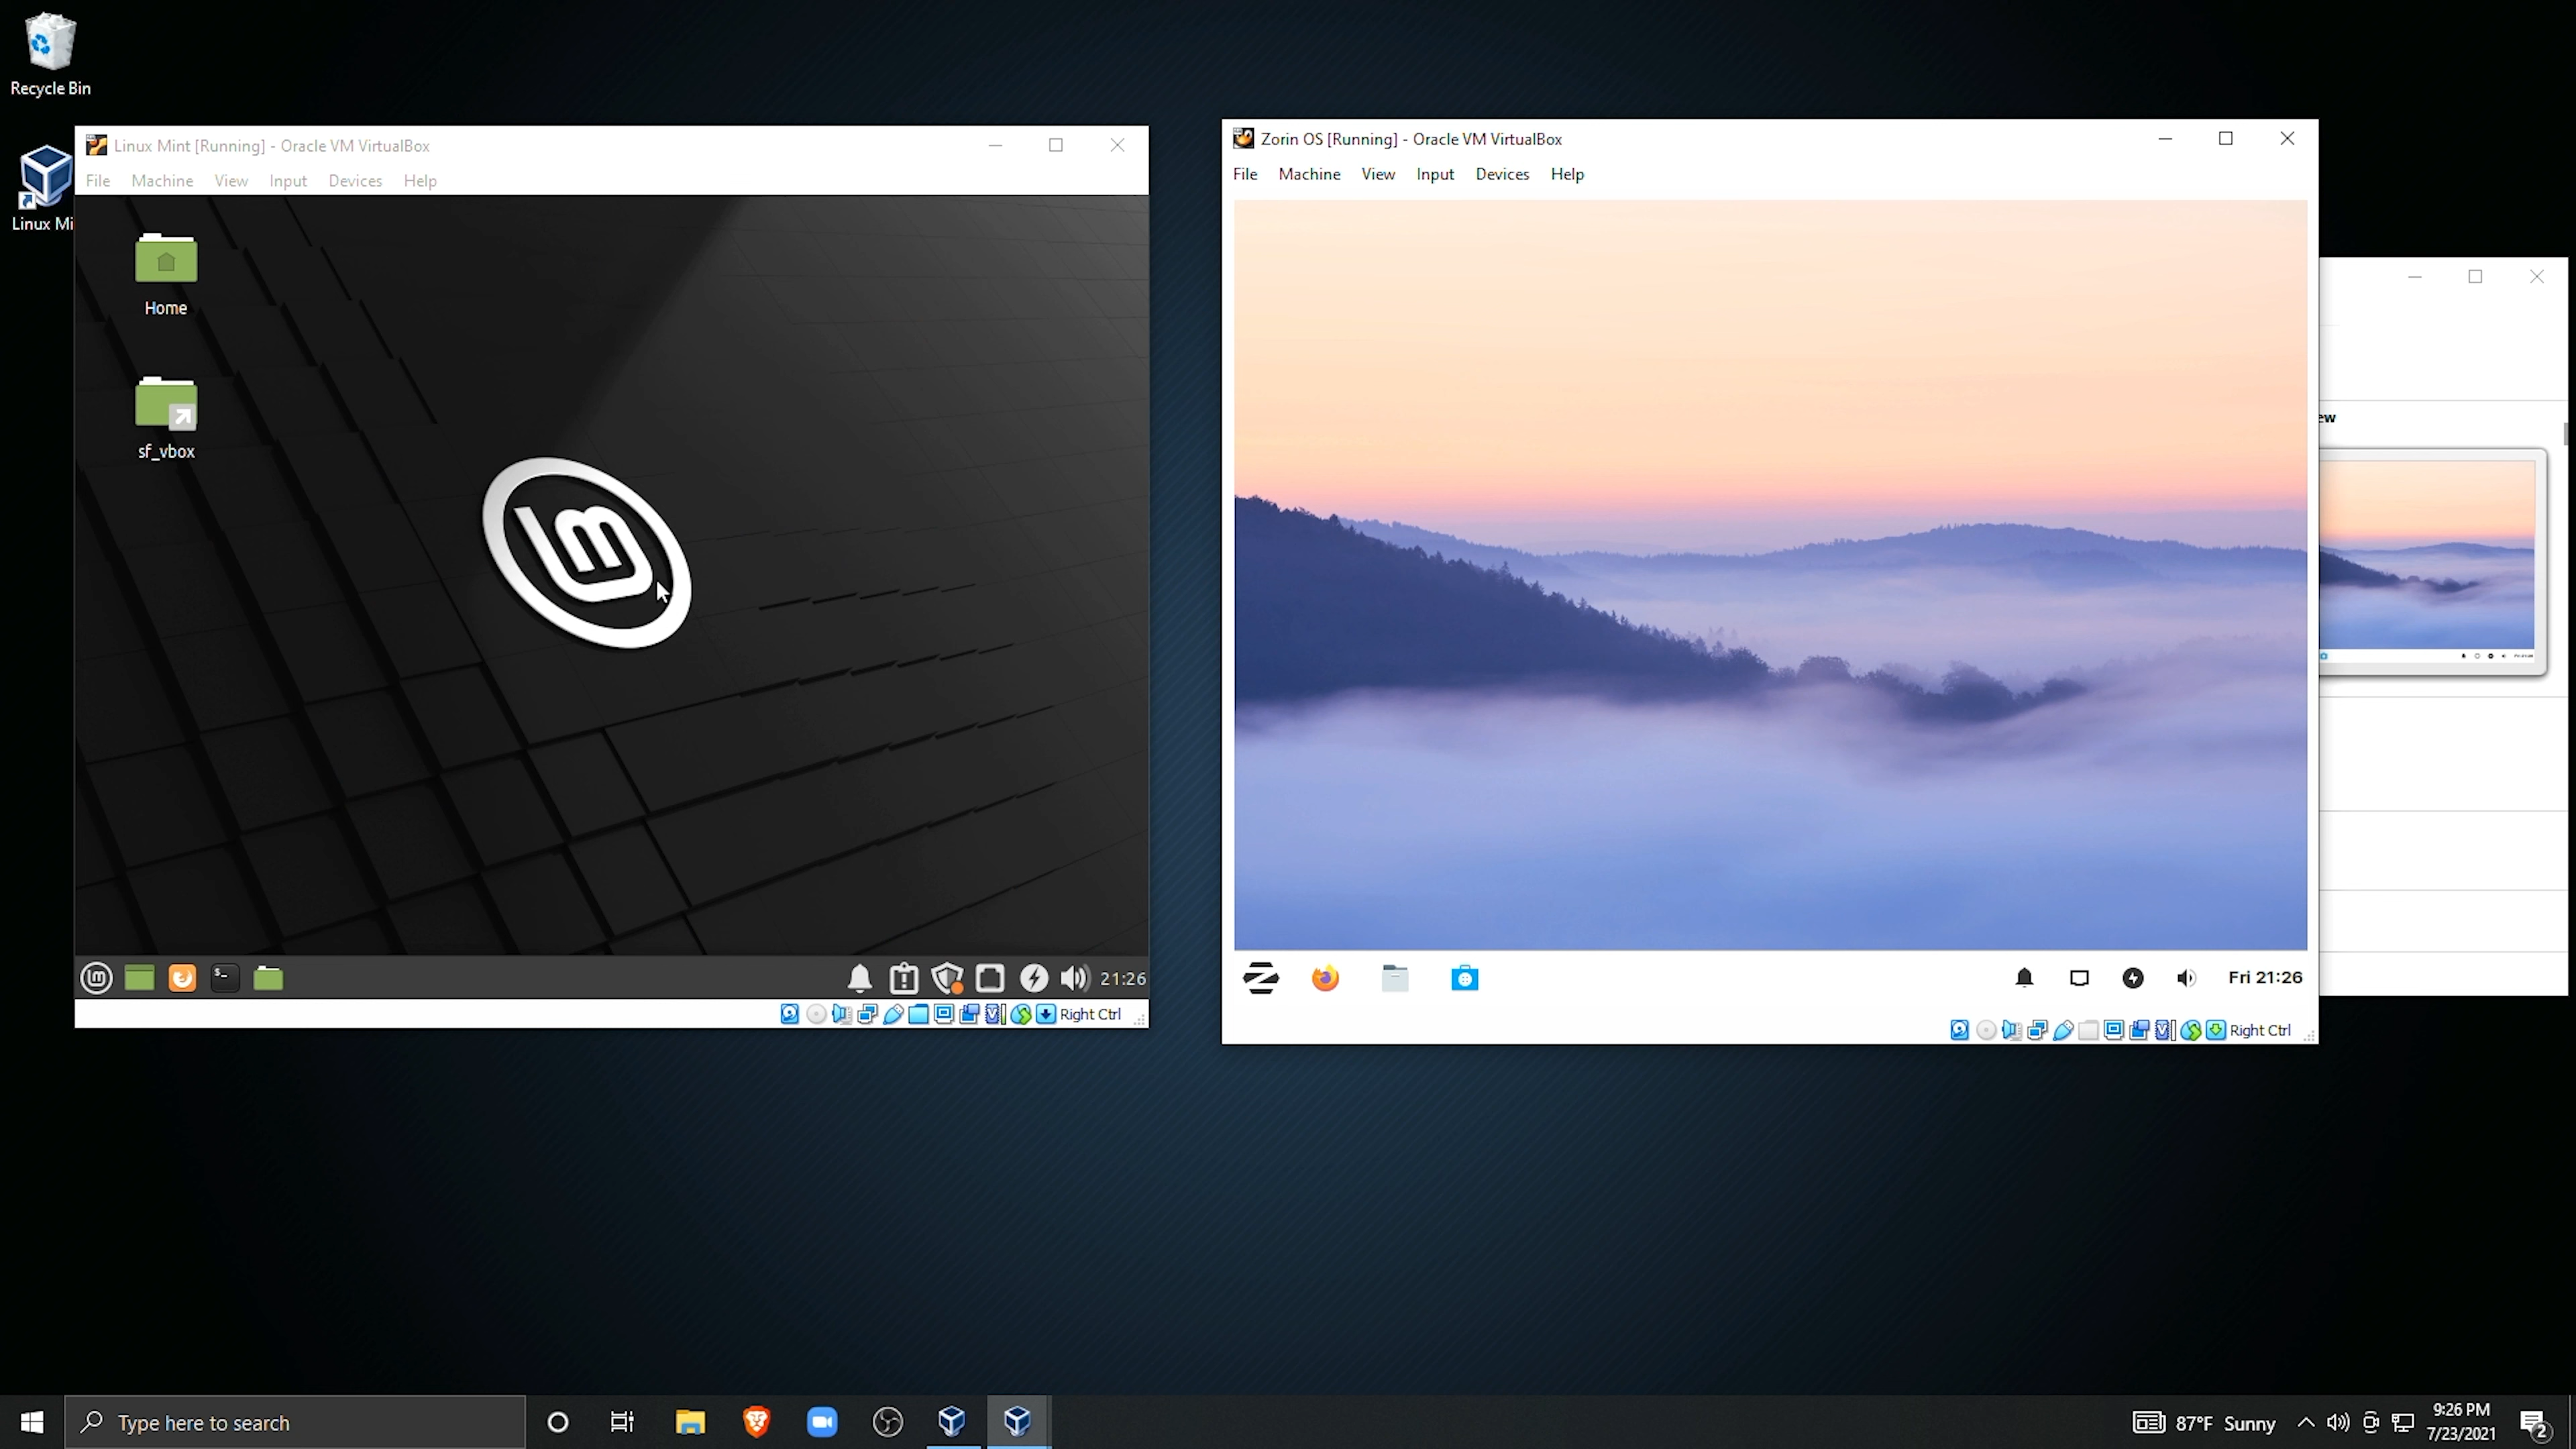 Recycle Bin
Linux Mi
Linux Mint [Running] - Oracle VM VirtualBox
File Machine View Input Devices Help
Home
sf_vbox
21:26
Right Ctrl
Zorin OS [Running] - Oracle VM VirtualBox
File Machine View Input Devices Help
Fri 21:26
Right Ctrl
ew
Type here to search
87°F Sunny
9:26 PM
7/23/2021
2